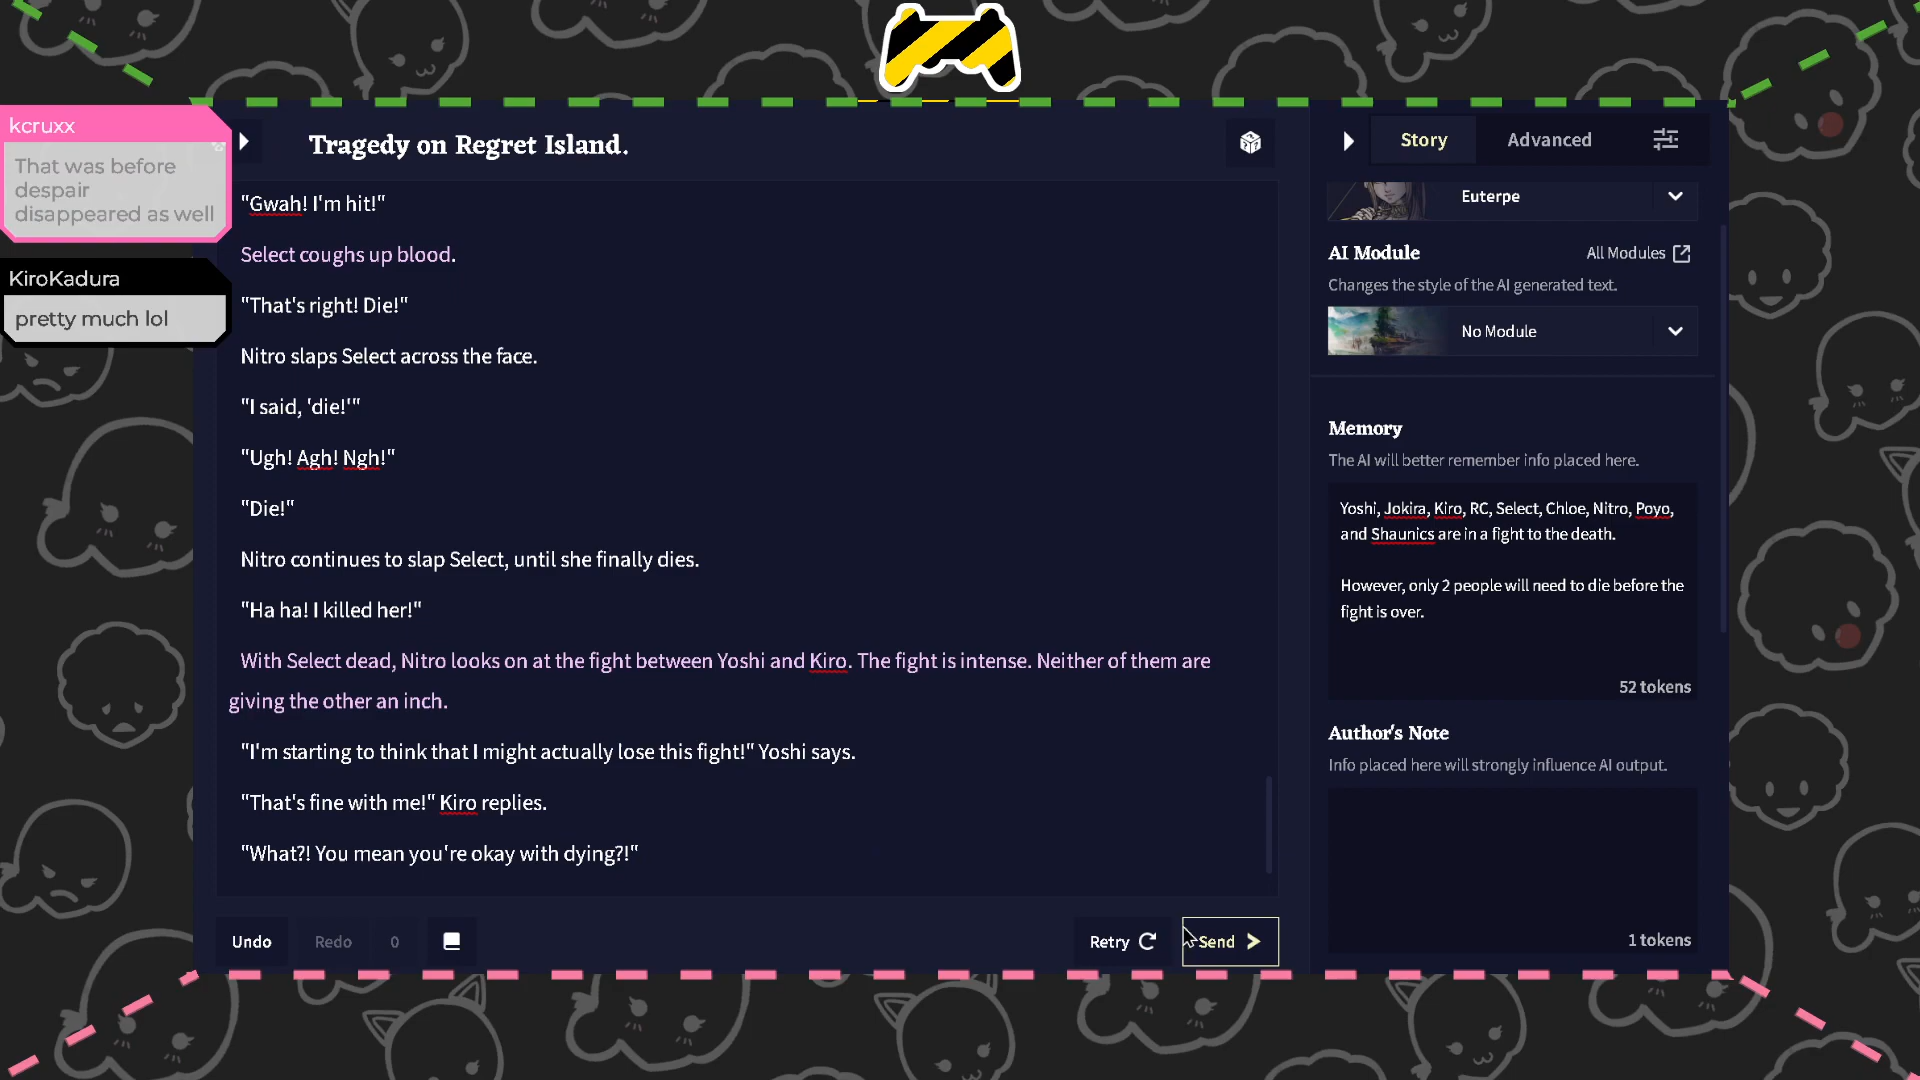 kcruxx
That was before
despair
disappeared as well
KiroKadura
pretty much lol
Tragedy on Regret Island.
"Gwah! I'm hit!"
Select coughs up blood.
"That's right! Die!"
Nitro slaps Select across the face.
"I said, 'die!'"
"Ugh! Agh! Ngh!"
"Die!"
Nitro continues to slap Select, until she finally dies.
"Ha ha! I killed her!"
With Select dead, Nitro looks on at the fight between Yoshi and Kiro. The fight is intense. Neither of them are
giving the other an inch.
"I'm starting to think that I might actually lose this fight!" Yoshi says.
"That's fine with me!" Kiro replies.
"What?! You mean you're okay with dying?!"
Undo
Redo
0
Retry
Send
Story
Advanced
Euterpe
AI Module
All Modules
Changes the style of the AI generated text.
No Module
Memory
The AI will better remember info placed here.
Yoshi, Jokira, Kiro, RC, Select, Chloe, Nitro, Poyo,
and Shaunics are in a fight to the death.
However, only 2 people will need to die before the
fight is over.
52 tokens
Author's Note
Info placed here will strongly influence AI output.
1 tokens